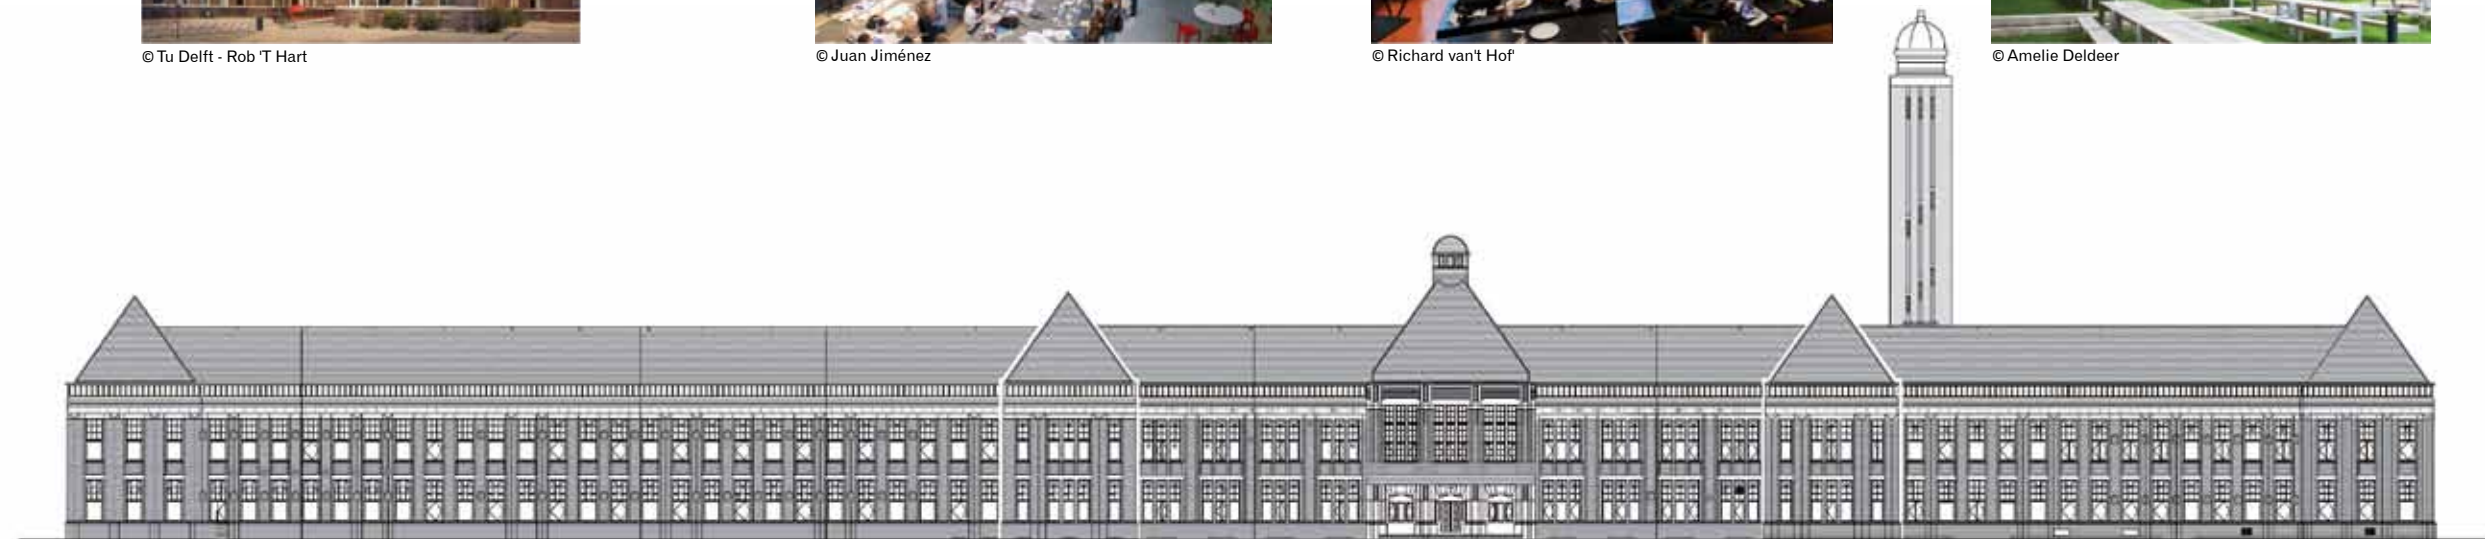 © Tu Delft - Rob 'T Hart
© Juan Jiménez
© Richard van't Hof'
© Amelie Deldeer